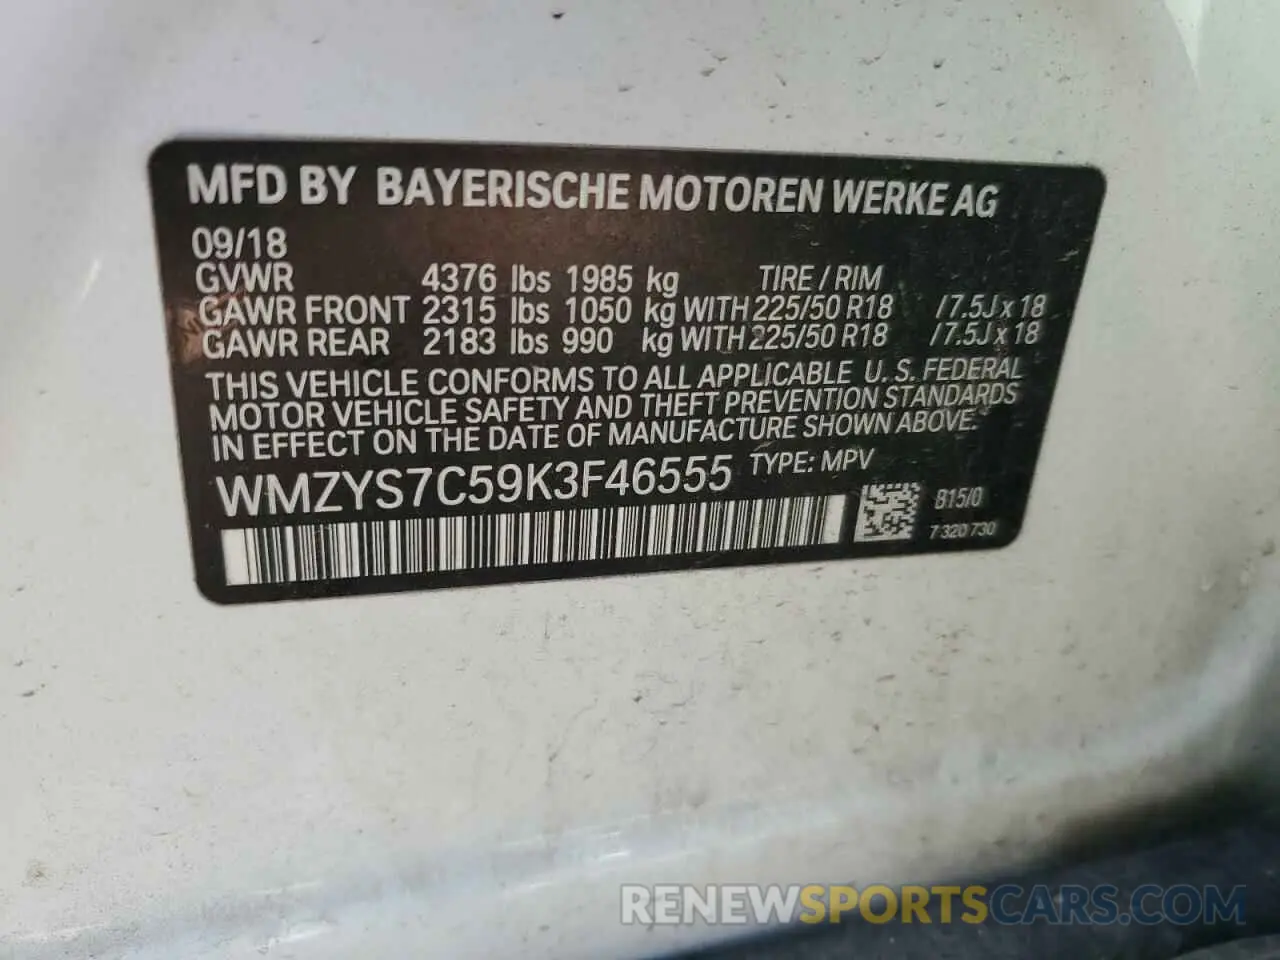 MFD BY BAYERISCHE MOTOREN WERKE AG
09/18
GVWR 4376 lbs 1985 kg TIRE / RIM
GAWR FRONT 2315 lbs 1050 kg WITH 225/50 R18 /7.5J x 18
GAWR REAR 2183 lbs 990 kg WITH 225/50 R18 /7.5J x 18
THIS VEHICLE CONFORMS TO ALL APPLICABLE U.S. FEDERAL
MOTOR VEHICLE SAFETY AND THEFT PREVENTION STANDARDS
IN EFFECT ON THE DATE OF MANUFACTURE SHOWN ABOVE.
WMZYS7C59K3F46555 TYPE: MPV
B15/0
7 320 730
RENEWSPORTSCARS.COM